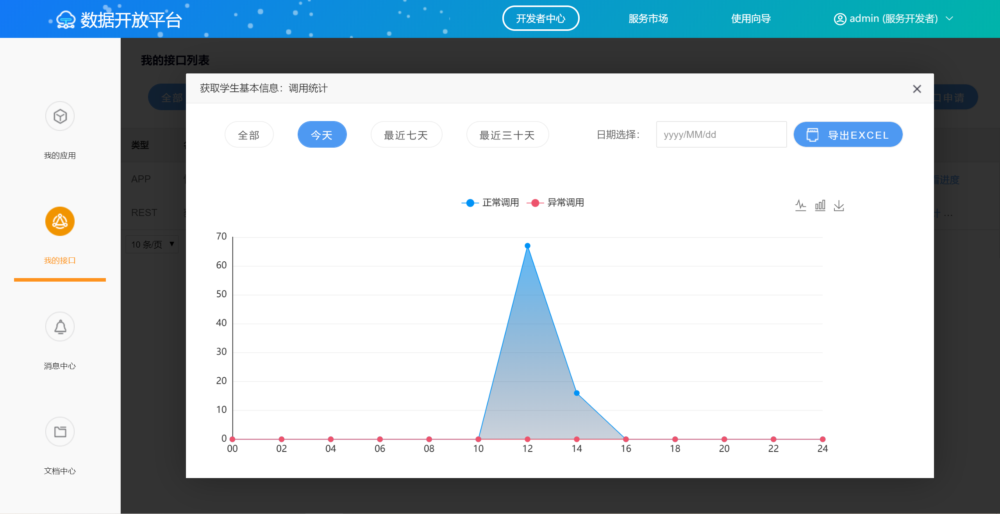 数据开放平台
开发者中心
服务市场
使用向导
admin (服务开发者)
我的应用
我的接口
消息中心
文档中心
我的接口列表
全部
口申请
类型
APP
看进度
REST
计 ...
10 条/页
获取学生基本信息：调用统计
全部
今天
最近七天
最近三十天
日期选择：
yyyy/MM/dd
导出EXCEL
正常调用
异常调用
70
60
50
40
30
20
10
0
00 02 04 06 08 10 12 14 16 18 20 22 24